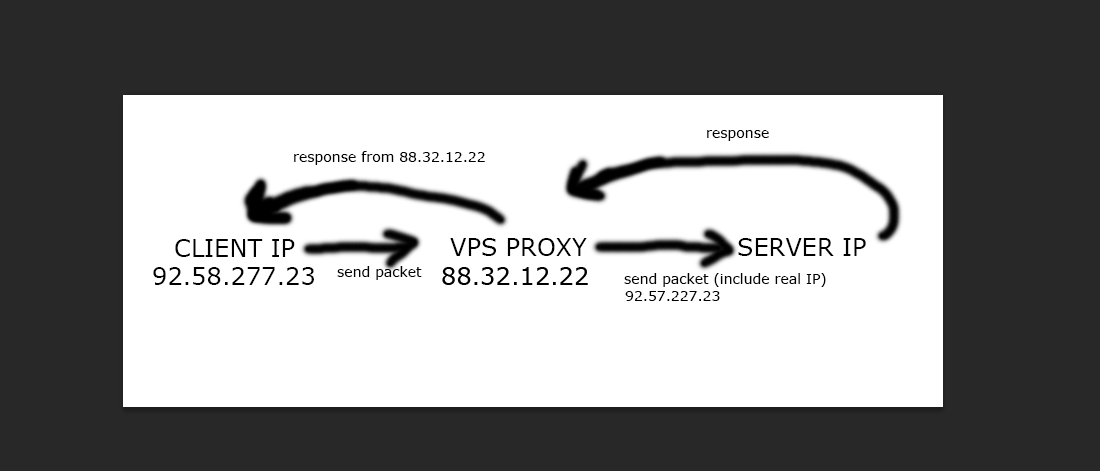 response
response from 88.32.12.22
CLIENT IP
92.58.277.23
send packet
VPS PROXY
88.32.12.22
SERVER IP
send packet (include real IP)
92.57.227.23